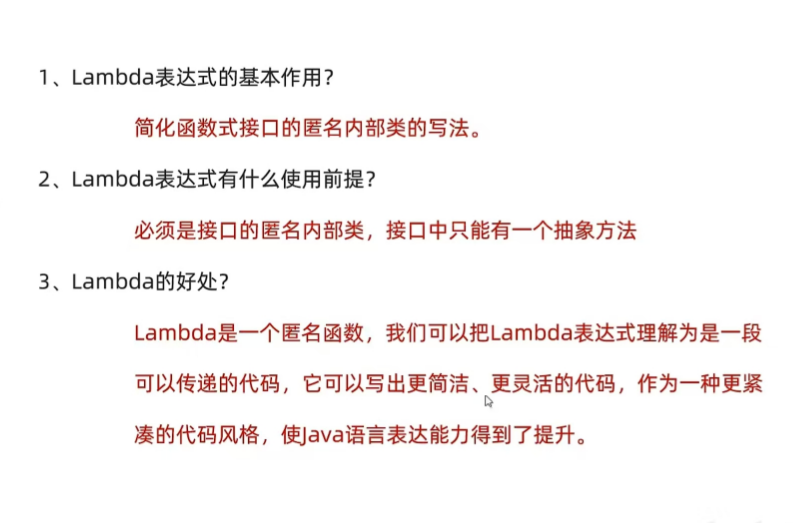 1、Lambda表达式的基本作用？
简化函数式接口的匿名内部类的写法。
2、Lambda表达式有什么使用前提？
必须是接口的匿名内部类，接口中只能有一个抽象方法
3、Lambda的好处？
Lambda是一个匿名函数，我们可以把Lambda表达式理解为是一段
可以传递的代码，它可以写出更简洁、更灵活的代码，作为一种更紧
凑的代码风格，使Java语言表达能力得到了提升。